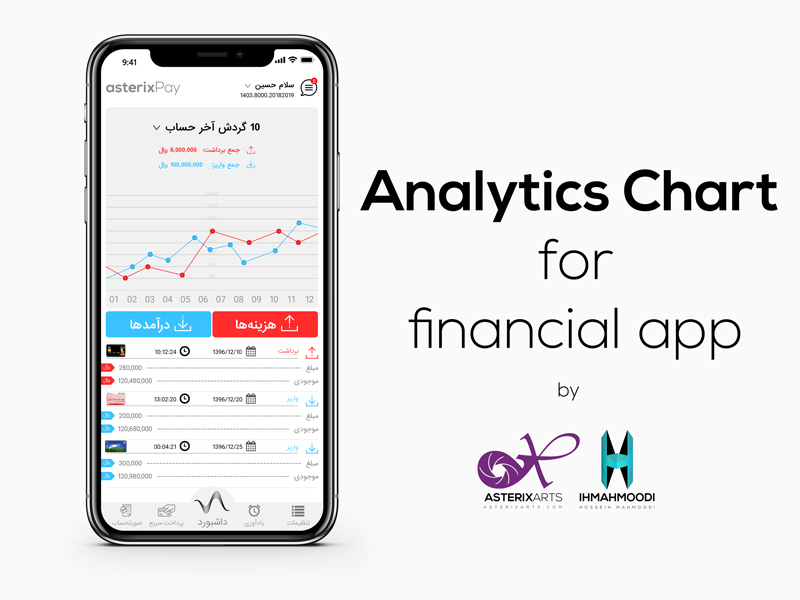 9:41
asterixPay
سلام حسین
1403.8000.20182019
10 گردش آخر حساب
جمع برداشت: 6,000,000 ریال
جمع واریز: 100,000,000 ریال
01 02 03 04 05 06 07 08 09 10 11 12
درآمدها
هزینه‌ها
برداشت 1396/12/10 10:12:24
مبلغ 280,000
موجودی 120,480,000
واریز 1396/12/20 13:02:20
مبلغ 200,000
موجودی 120,680,000
واریز 1396/12/25 00:04:21
مبلغ 300,000
موجودی 120,980,000
صورتحساب
پرداخت سریع
داشبورد
یادآوری
تنظیمات
Analytics Chart
for
financial app
by
ASTERIXARTS
ASTERIXARTS.COM
IHMAHMOODI
HOSSEIN MAHMOODI